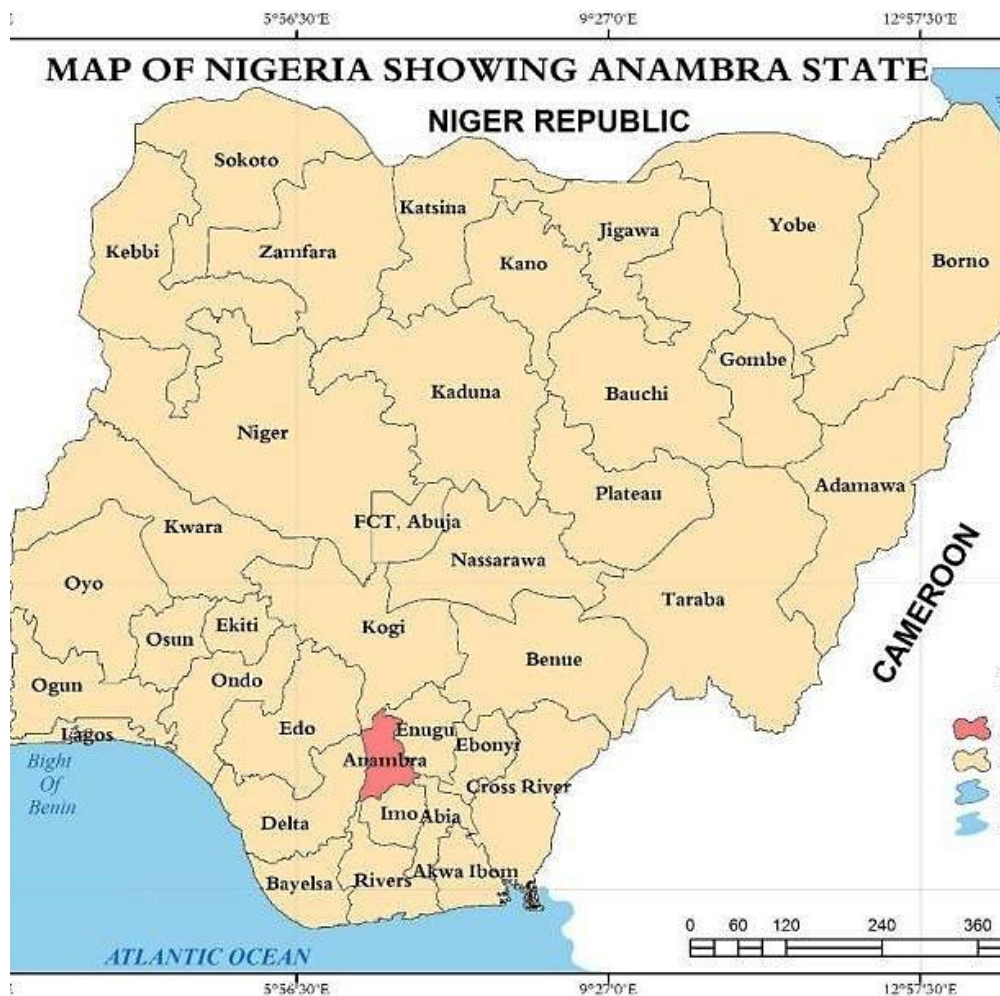 5°56'30"E 9°27'0"E 12°57'30"E
MAP OF NIGERIA SHOWING ANAMBRA STATE
NIGER REPUBLIC
Sokoto
Katsina
Kebbi
Zamfara
Kano
Jigawa
Yobe
Borno
Gombe
Kaduna
Bauchi
Niger
Plateau
Adamawa
FCT, Abuja
Kwara
Nassarawa
Oyo
Taraba
CAMEROON
Osun
Ekiti
Kogi
Benue
Ogun
Ondo
Edo
Enugu
Lagos
Ebonyi
Anambra
Bight
Of
Benin
Cross River
Imo
Abia
Delta
Akwa Ibom
Bayelsa
Rivers
0 60 120 240 360
ATLANTIC OCEAN
5°56'30"E 9°27'0"E 12°57'30"E